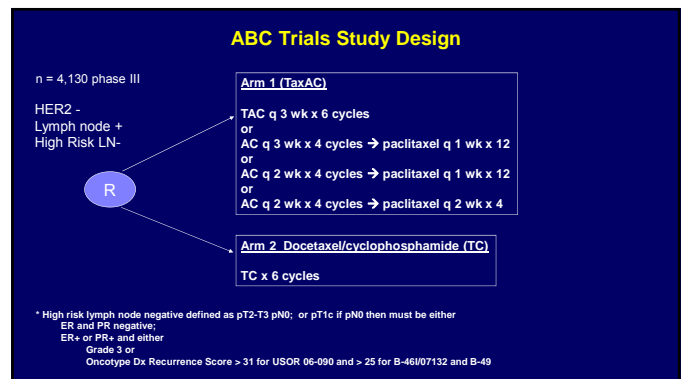 ABC Trials Study Design
n = 4,130 phase III
HER2 -
Lymph node +
High Risk LN-
R
Arm 1 (TaxAC)
TAC q 3 wk x 6 cycles
or
AC q 3 wk x 4 cycles → paclitaxel q 1 wk x 12
or
AC q 2 wk x 4 cycles → paclitaxel q 1 wk x 12
or
AC q 2 wk x 4 cycles → paclitaxel q 2 wk x 4
Arm 2 Docetaxel/cyclophosphamide (TC)
TC x 6 cycles
* High risk lymph node negative defined as pT2-T3 pN0; or pT1c if pN0 then must be either
ER and PR negative;
ER+ or PR+ and either
Grade 3 or
Oncotype Dx Recurrence Score > 31 for USOR 06-090 and > 25 for B-46I/07132 and B-49